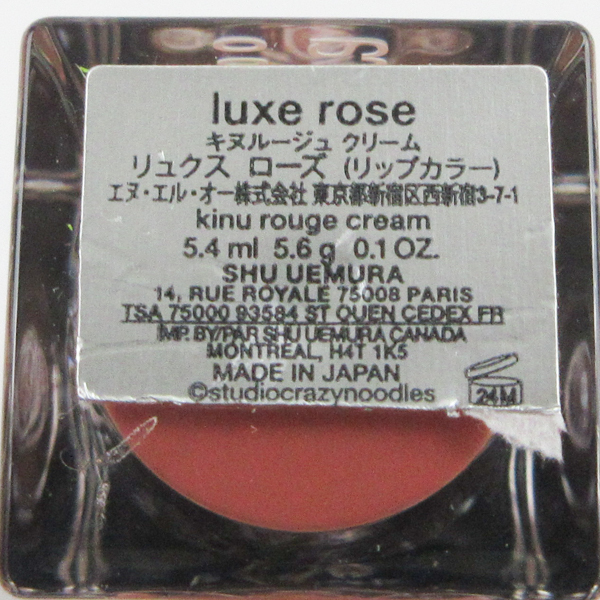 luxe rose
キヌルージュ クリーム
リュクス ローズ (リップカラー)
エヌ・エル・オー株式会社 東京都新宿区西新宿3-7-1
kinu rouge cream
5.4 ml 5.6 g 0.1 OZ.
SHU UEMURA
14, RUE ROYALE 75008 PARIS
TSA 75000 93584 ST OUEN CEDEX FR
IMP. BY/PAR SHU UEMURA CANADA
MONTREAL, H4T 1K5
MADE IN JAPAN
©studiocrazynoodles
24M